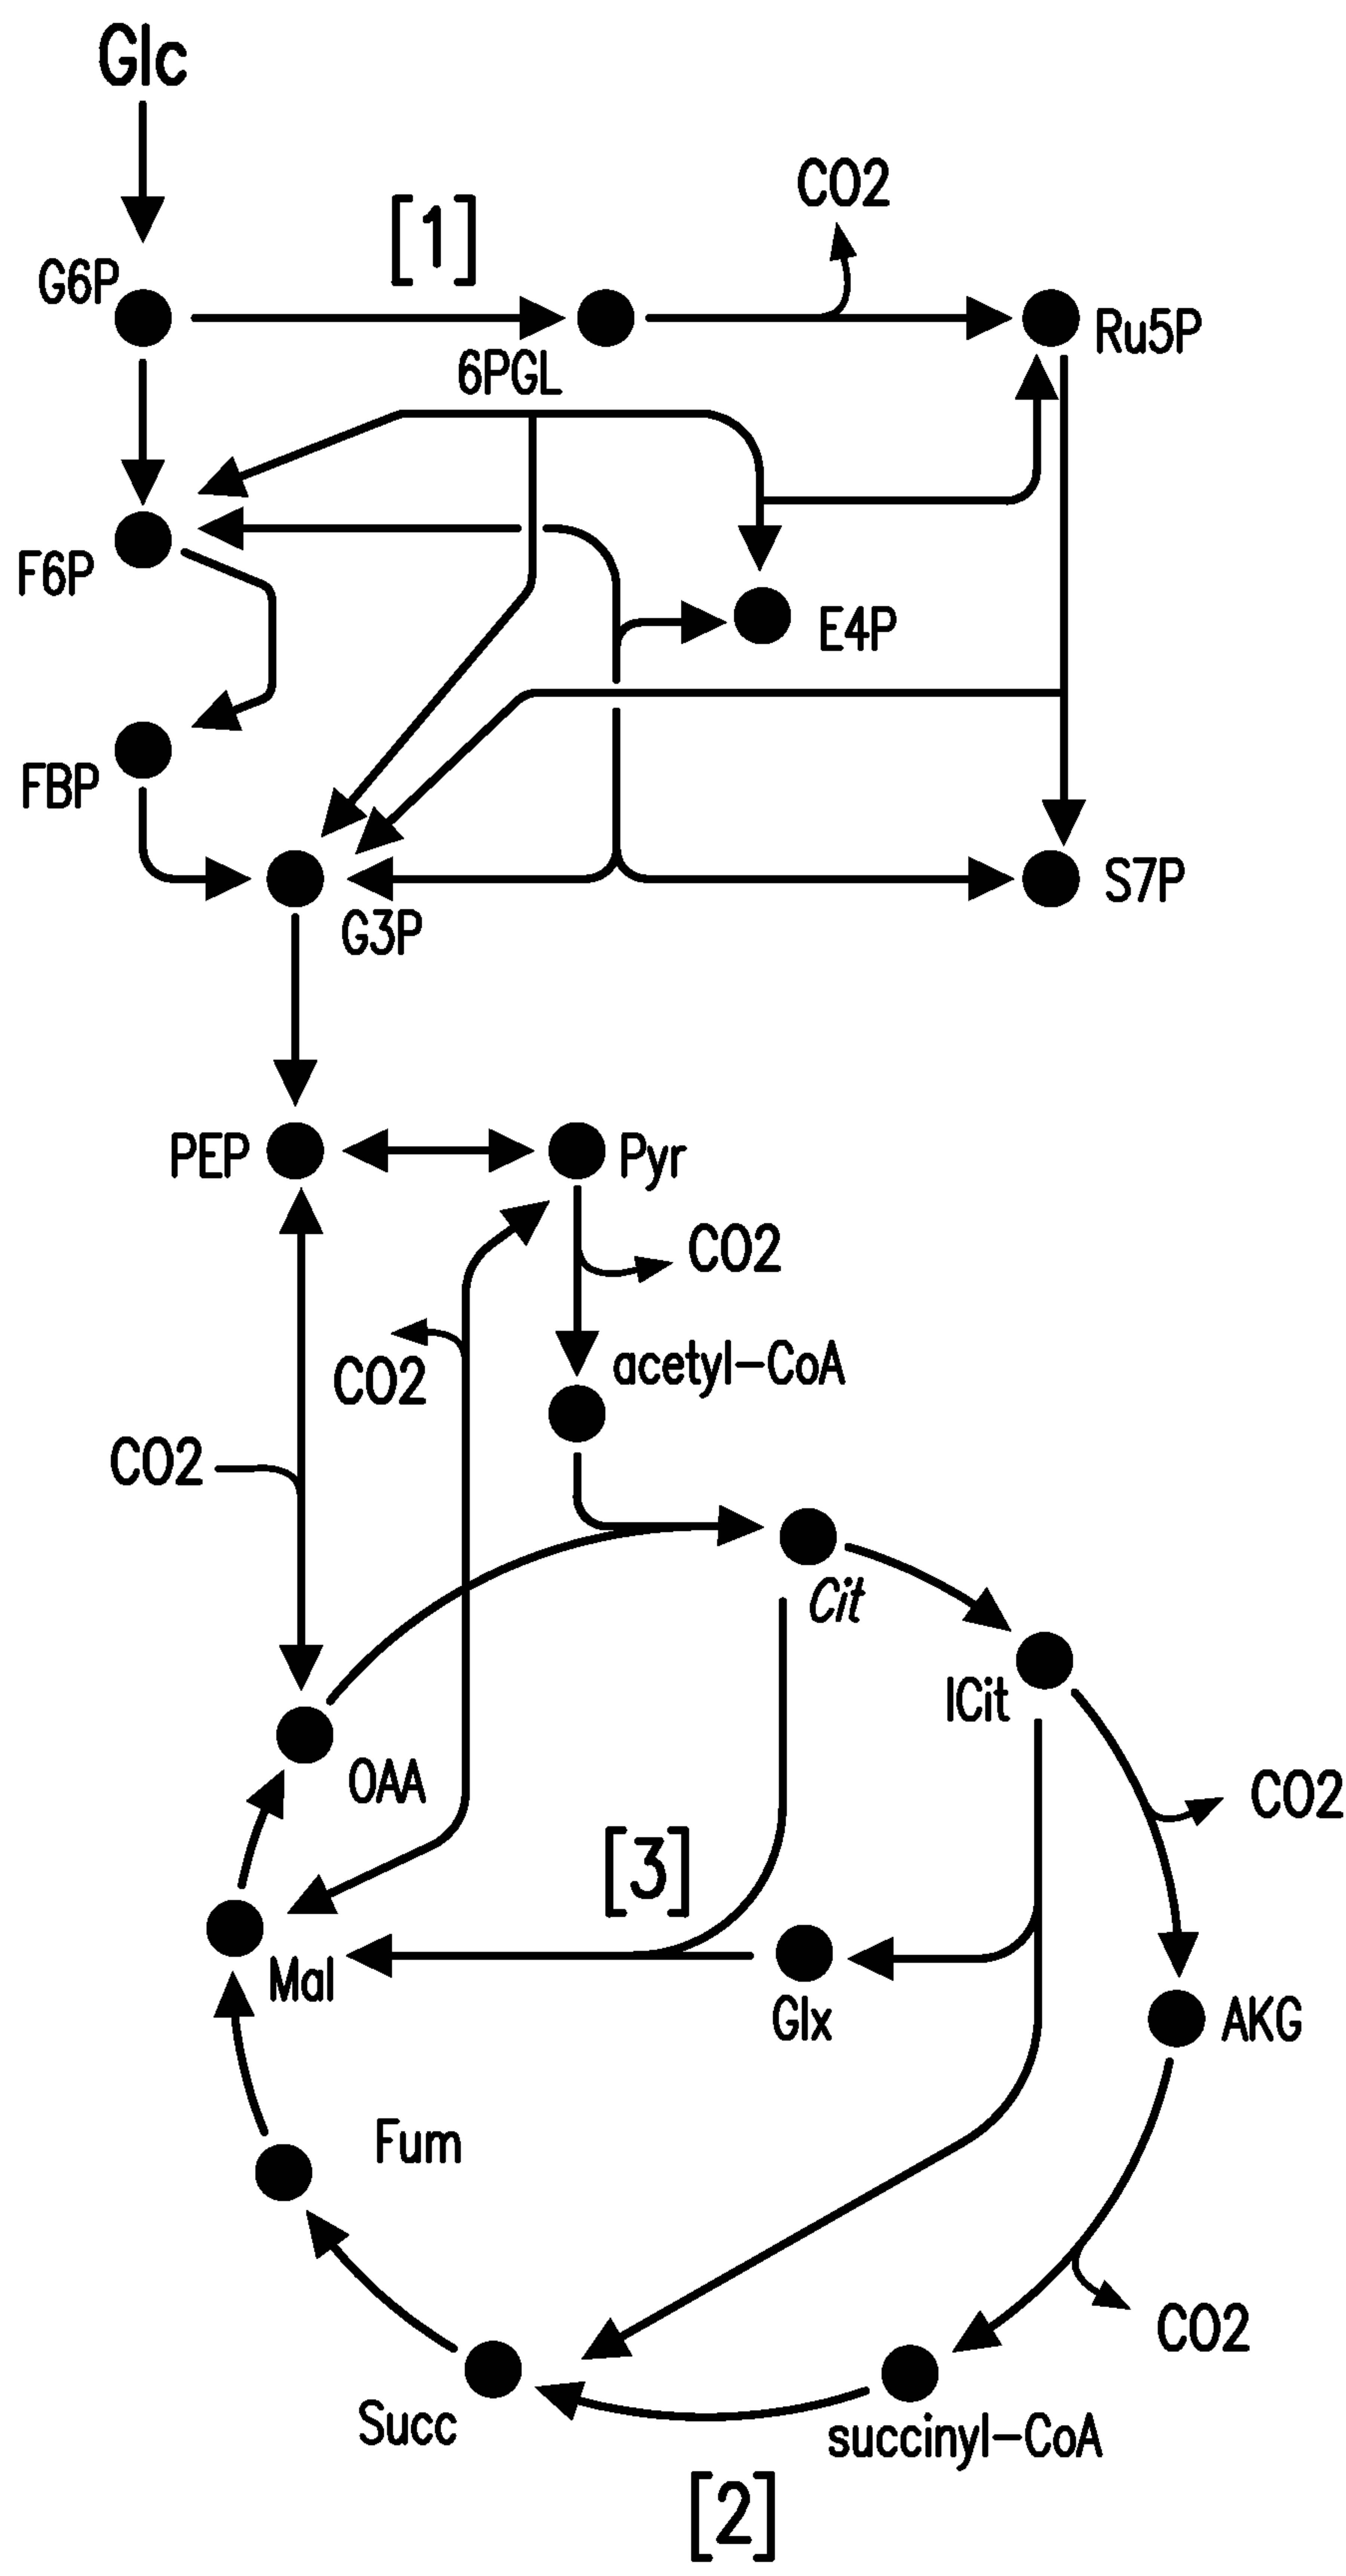 Glc
[1]
CO2
G6P
Ru5P
6PGL
F6P
E4P
FBP
S7P
G3P
PEP
Pyr
CO2
CO2
acetyl-CoA
CO2
Cit
ICit
OAA
CO2
[3]
Mal
Glx
AKG
Fum
CO2
Succ
succinyl-CoA
[2]